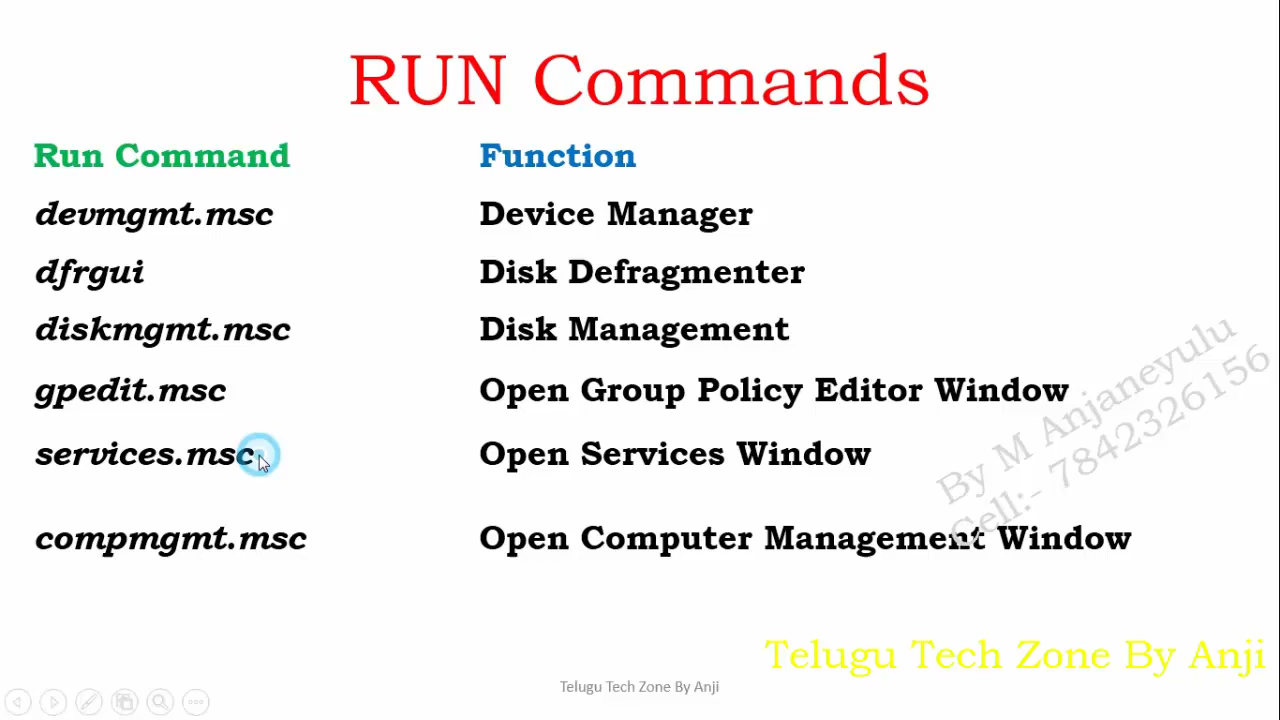 RUN Commands
Run Command Function
devmgmt.msc Device Manager
dfrgui Disk Defragmenter
diskmgmt.msc Disk Management
gpedit.msc Open Group Policy Editor Window
services.msc Open Services Window
compmgmt.msc Open Computer Management Window
By M Anjaneyulu
Cell:- 7842326156
Telugu Tech Zone By Anji
Telugu Tech Zone By Anji